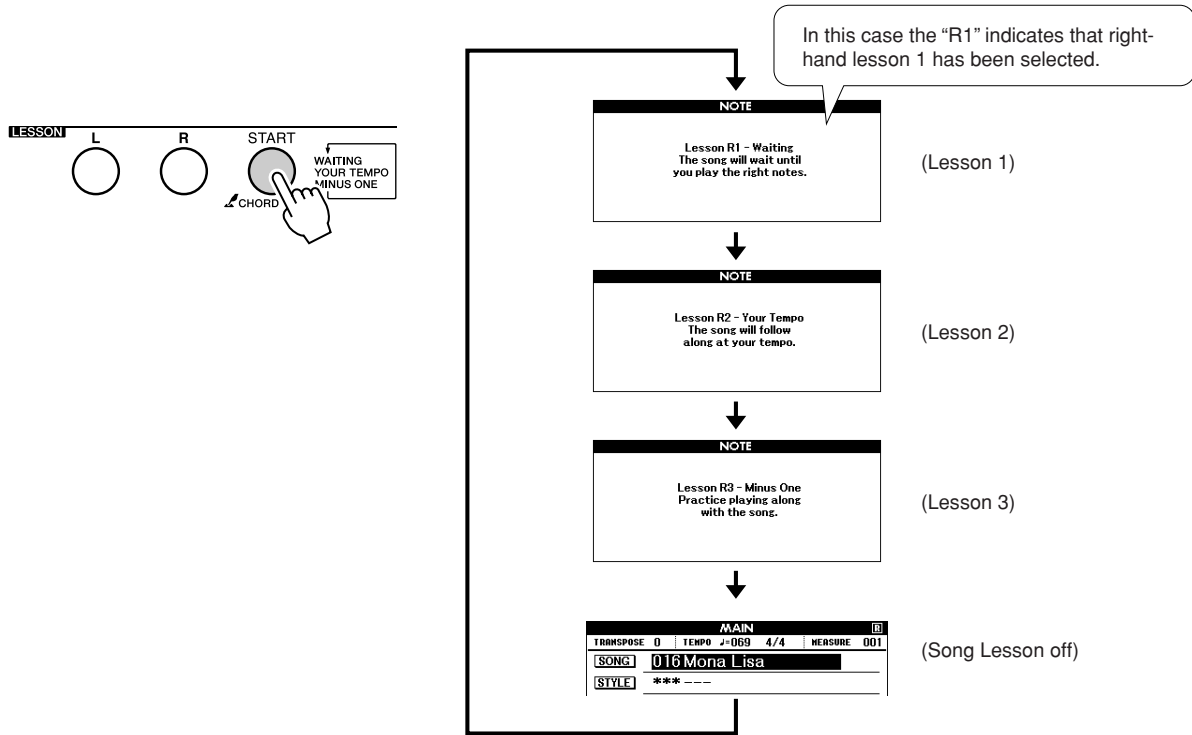 In this case the “R1” indicates that right-
hand lesson 1 has been selected.
LESSON
L R START
WAITING
YOUR TEMPO
MINUS ONE
CHORD
NOTE
Lesson R1 - Waiting
The song will wait until
you play the right notes.
(Lesson 1)
NOTE
Lesson R2 - Your Tempo
The song will follow
along at your tempo.
(Lesson 2)
NOTE
Lesson R3 - Minus One
Practice playing along
with the song.
(Lesson 3)
MAIN R
TRANSPOSE 0 TEMPO ♩=069 4/4 MEASURE 001
SONG 016 Mona Lisa
STYLE ***---
(Song Lesson off)